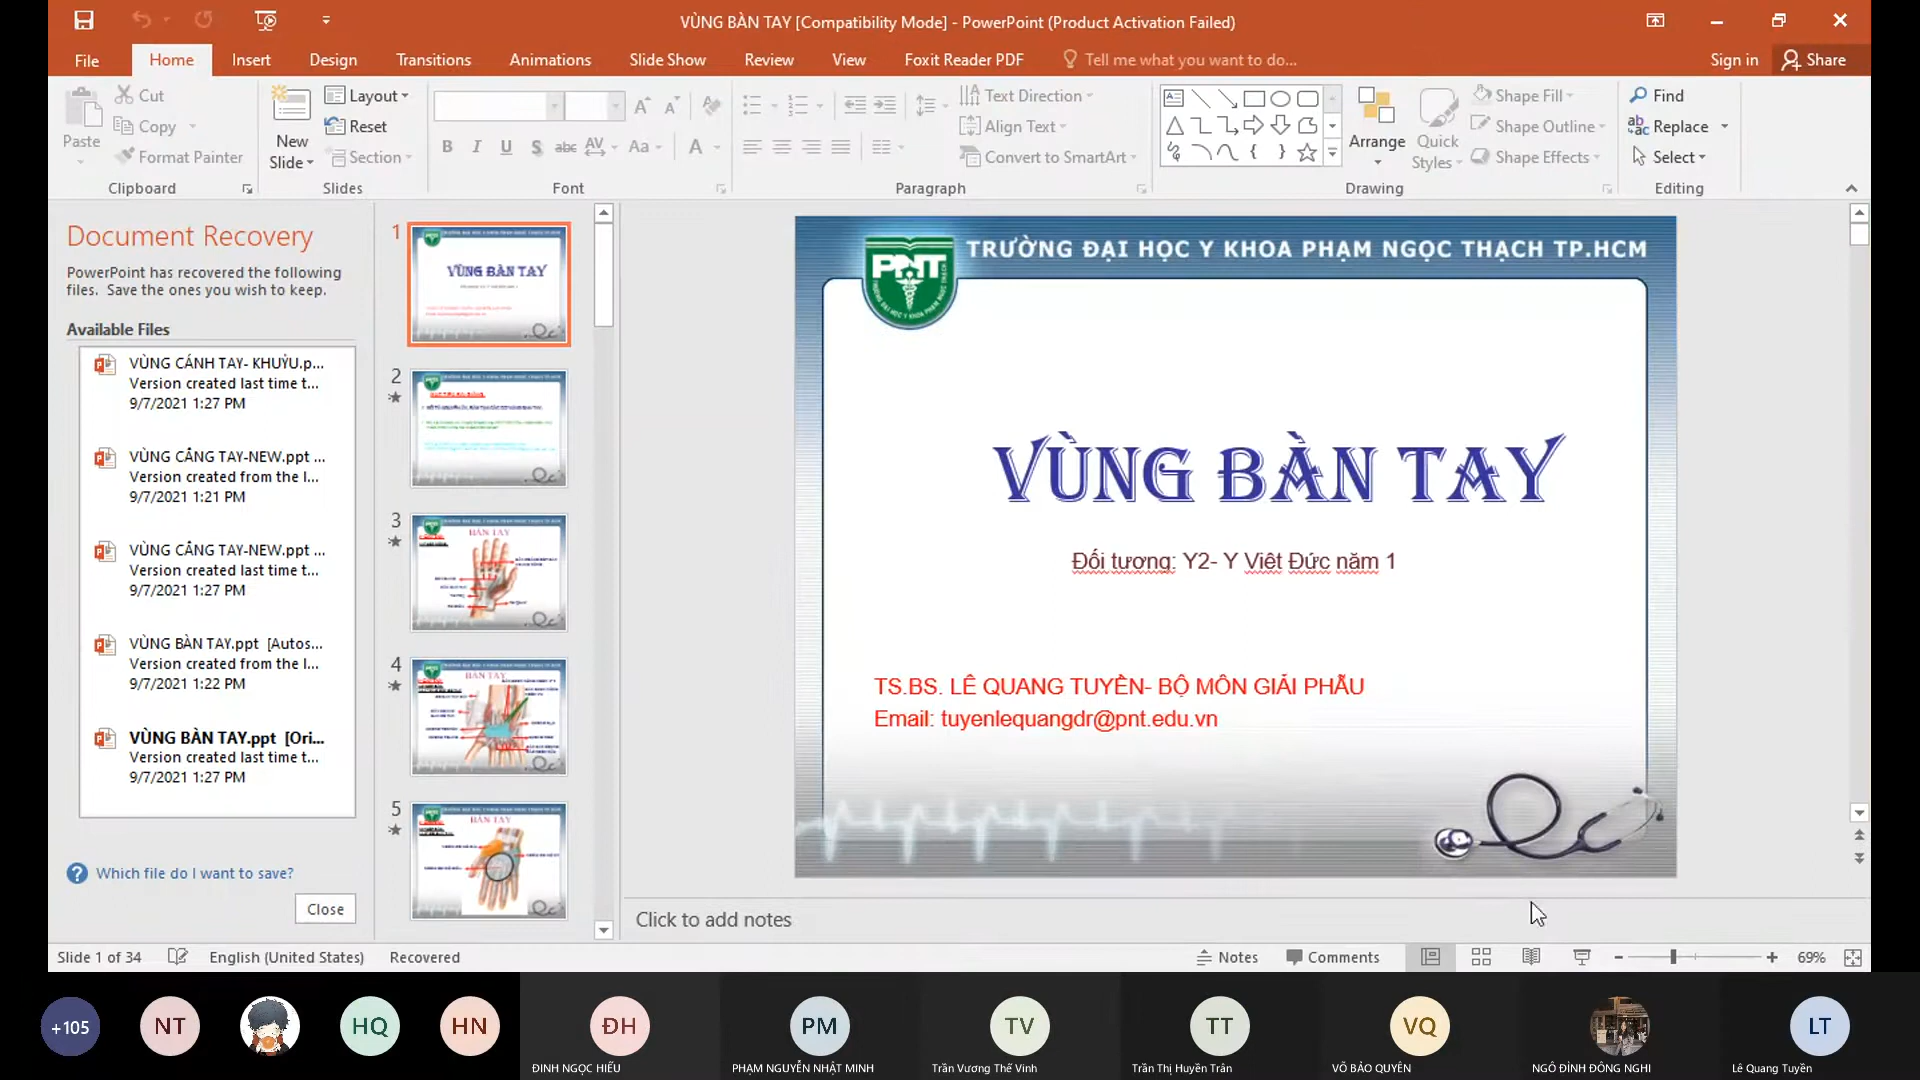 VÙNG BÀN TAY [Compatibility Mode] - PowerPoint (Product Activation Failed)
File
Home
Insert
Design
Transitions
Animations
Slide Show
Review
View
Foxit Reader PDF
Tell me what you want to do...
Sign in
Share
Paste
Cut
Copy
Format Painter
Clipboard
New Slide
Layout
Reset
Section
Slides
B I U S abc AV Aa A
Font
Text Direction
Align Text
Convert to SmartArt
Paragraph
Arrange
Quick Styles
Shape Fill
Shape Outline
Shape Effects
Drawing
Find
Replace
Select
Editing
Document Recovery
PowerPoint has recovered the following
files. Save the ones you wish to keep.
Available Files
VÙNG CÁNH TAY- KHUỶU.p...
Version created last time t...
9/7/2021 1:27 PM
VÙNG CẲNG TAY-NEW.ppt ...
Version created from the l...
9/7/2021 1:21 PM
VÙNG CẲNG TAY-NEW.ppt ...
Version created last time t...
9/7/2021 1:27 PM
VÙNG BÀN TAY.ppt [Autos...
Version created from the l...
9/7/2021 1:22 PM
VÙNG BÀN TAY.ppt [Ori...
Version created last time t...
9/7/2021 1:27 PM
Which file do I want to save?
Close
1
VÙNG BÀN TAY
2
3
BÀN TAY
4
BÀN TAY
5
BÀN TAY
PNT
TRƯỜNG ĐẠI HỌC Y KHOA PHẠM NGỌC THẠCH TP.HCM
VÙNG BÀN TAY
Đối tượng: Y2- Y Việt Đức năm 1
TS.BS. LÊ QUANG TUYỀN- BỘ MÔN GIẢI PHẪU
Email: tuyenlequangdr@pnt.edu.vn
Click to add notes
Slide 1 of 34
English (United States)
Recovered
Notes
Comments
69%
+105
NT
HQ
HN
ĐH
PM
TV
TT
VQ
LT
ĐINH NGỌC HIẾU
PHẠM NGUYỄN NHẬT MINH
Trần Vương Thế Vinh
Trần Thị Huyền Trân
VÕ BẢO QUYÊN
NGÔ ĐÌNH ĐÔNG NGHI
Lê Quang Tuyền